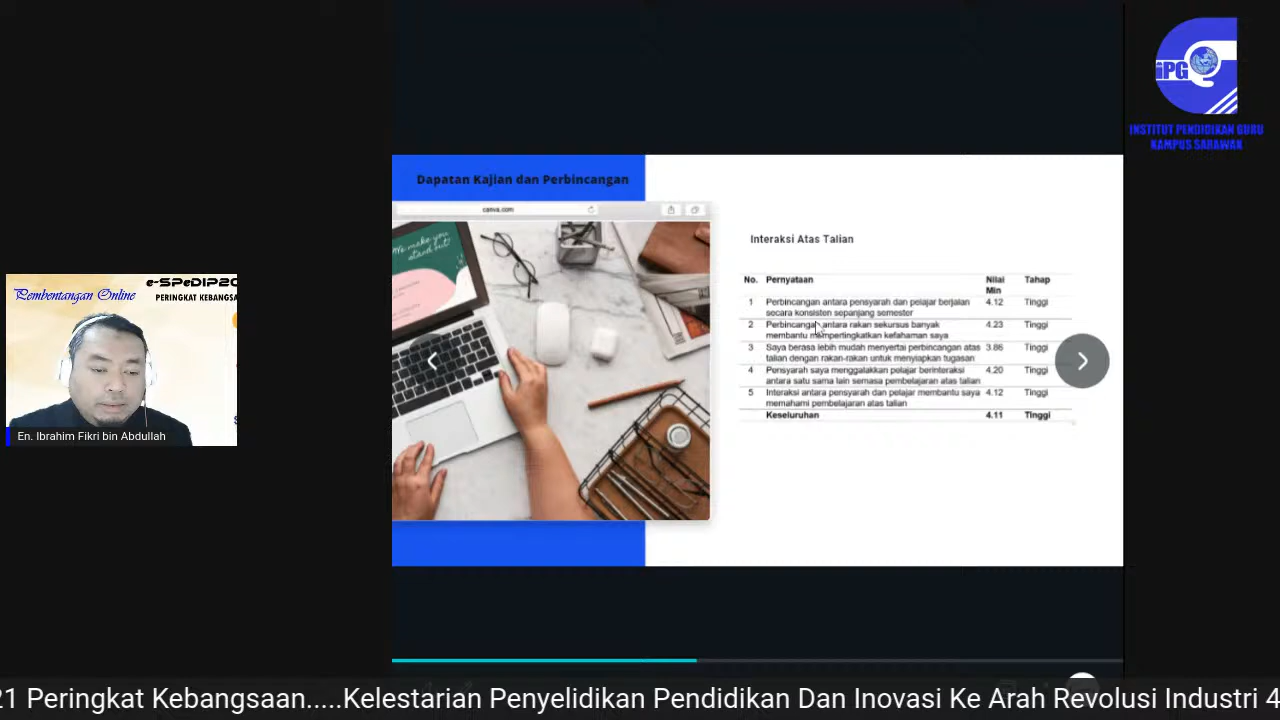 iPG
INSTITUT PENDIDIKAN GURU
KAMPUS SARAWAK
Dapatan Kajian dan Perbincangan
canva.com
We make you
stand out!
Interaksi Atas Talian
No. Pernyataan Nilai Min Tahap
1 Perbincangan antara pensyarah dan pelajar berjalan secara konsisten sepanjang semester 4.12 Tinggi
2 Perbincangan antara rakan sekursus banyak membantu mempertingkatkan kefahaman saya 4.23 Tinggi
3 Saya berasa lebih mudah menyertai perbincangan atas talian dengan rakan-rakan untuk menyiapkan tugasan 3.86 Tinggi
4 Pensyarah saya menggalakkan pelajar berinteraksi antara satu sama lain semasa pembelajaran atas talian 4.20 Tinggi
5 Interaksi antara pensyarah dan pelajar membantu saya memahami pembelajaran atas talian 4.12 Tinggi
Keseluruhan 4.11 Tinggi
e-SPeDIP20
Pembentangan Online
PERINGKAT KEBANGSA
En. Ibrahim Fikri bin Abdullah
21 Peringkat Kebangsaan.....Kelestarian Penyelidikan Pendidikan Dan Inovasi Ke Arah Revolusi Industri 4